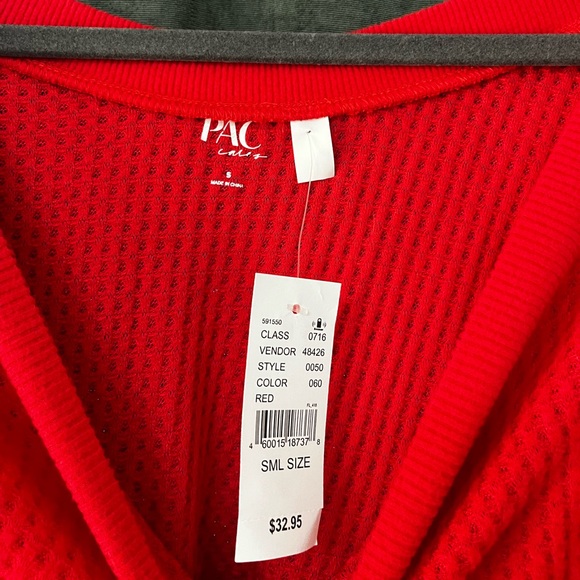 PAC
cares
S
MADE IN CHINA
591550
CLASS 0716
VENDOR 48426
STYLE 0050
COLOR 060
RED
4 60015 18737 8
SML SIZE
$32.95